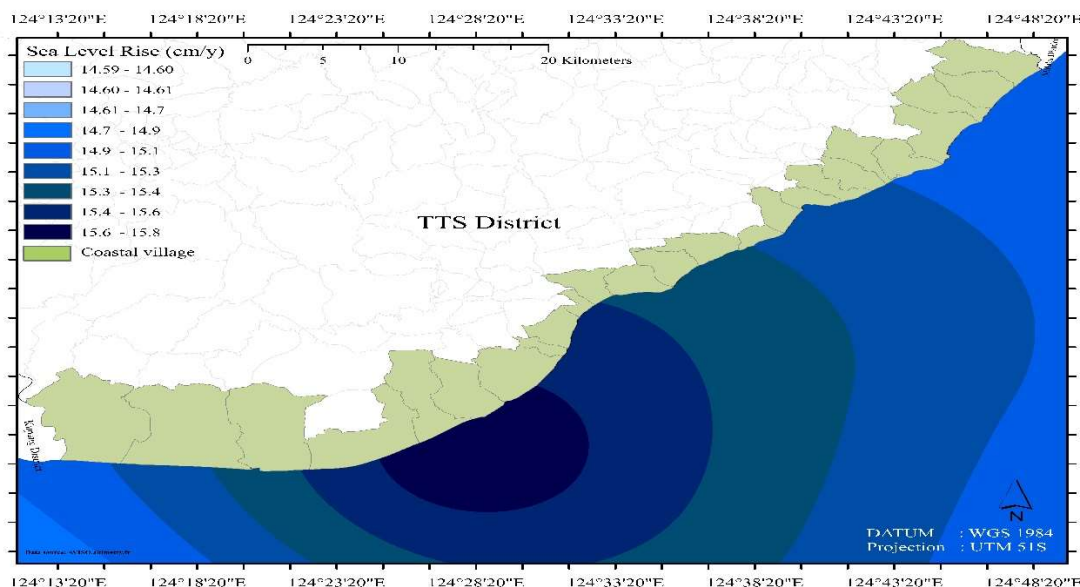 124°13'20"E 124°18'20"E 124°23'20"E 124°28'20"E 124°33'20"E 124°38'20"E 124°43'20"E 124°48'20"E
Sea Level Rise (cm/y)
14.59 - 14.60
14.60 - 14.61
14.61 - 14.7
14.7 - 14.9
14.9 - 15.1
15.1 - 15.3
15.3 - 15.4
15.4 - 15.6
15.6 - 15.8
Coastal village
0 5 10 20 Kilometers
TTS District
Kupang District
N
DATUM : WGS 1984
Projection : UTM 51S
124°13'20"E 124°18'20"E 124°23'20"E 124°28'20"E 124°33'20"E 124°38'20"E 124°43'20"E 124°48'20"E